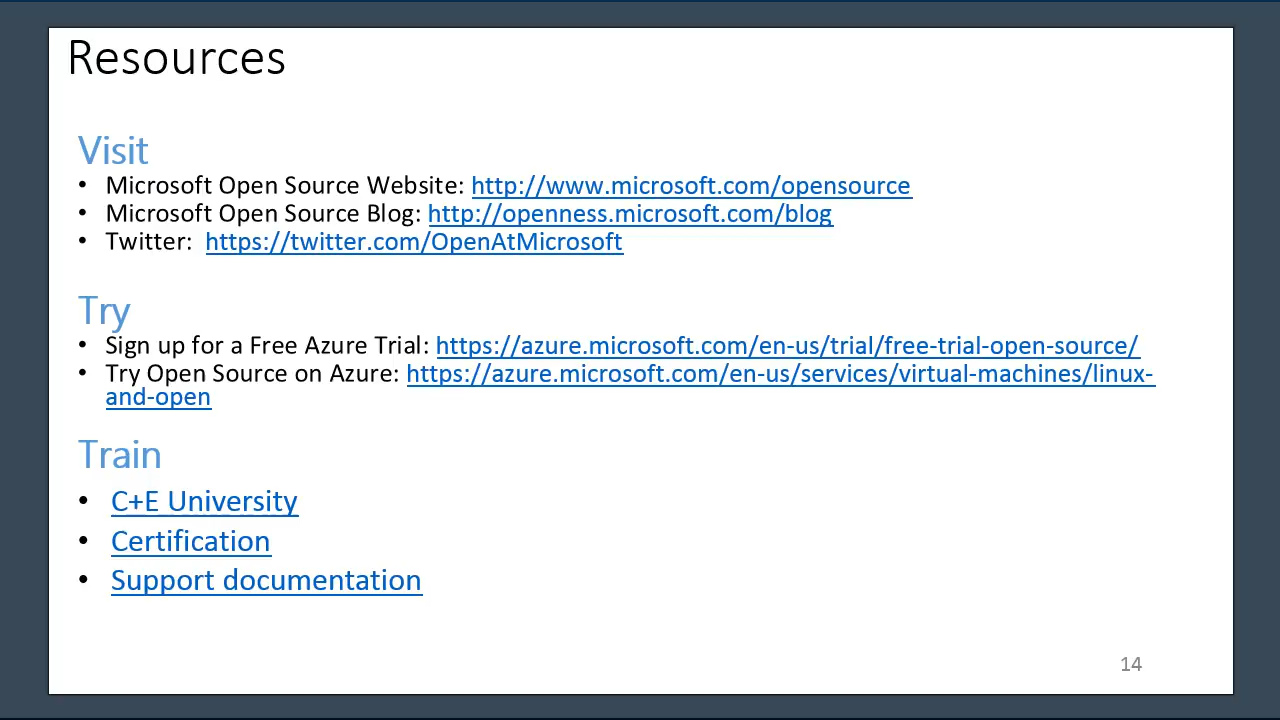 Resources
Visit
• Microsoft Open Source Website: http://www.microsoft.com/opensource
• Microsoft Open Source Blog: http://openness.microsoft.com/blog
• Twitter: https://twitter.com/OpenAtMicrosoft
Try
• Sign up for a Free Azure Trial: https://azure.microsoft.com/en-us/trial/free-trial-open-source/
• Try Open Source on Azure: https://azure.microsoft.com/en-us/services/virtual-machines/linux-
and-open
Train
• C+E University
• Certification
• Support documentation
14